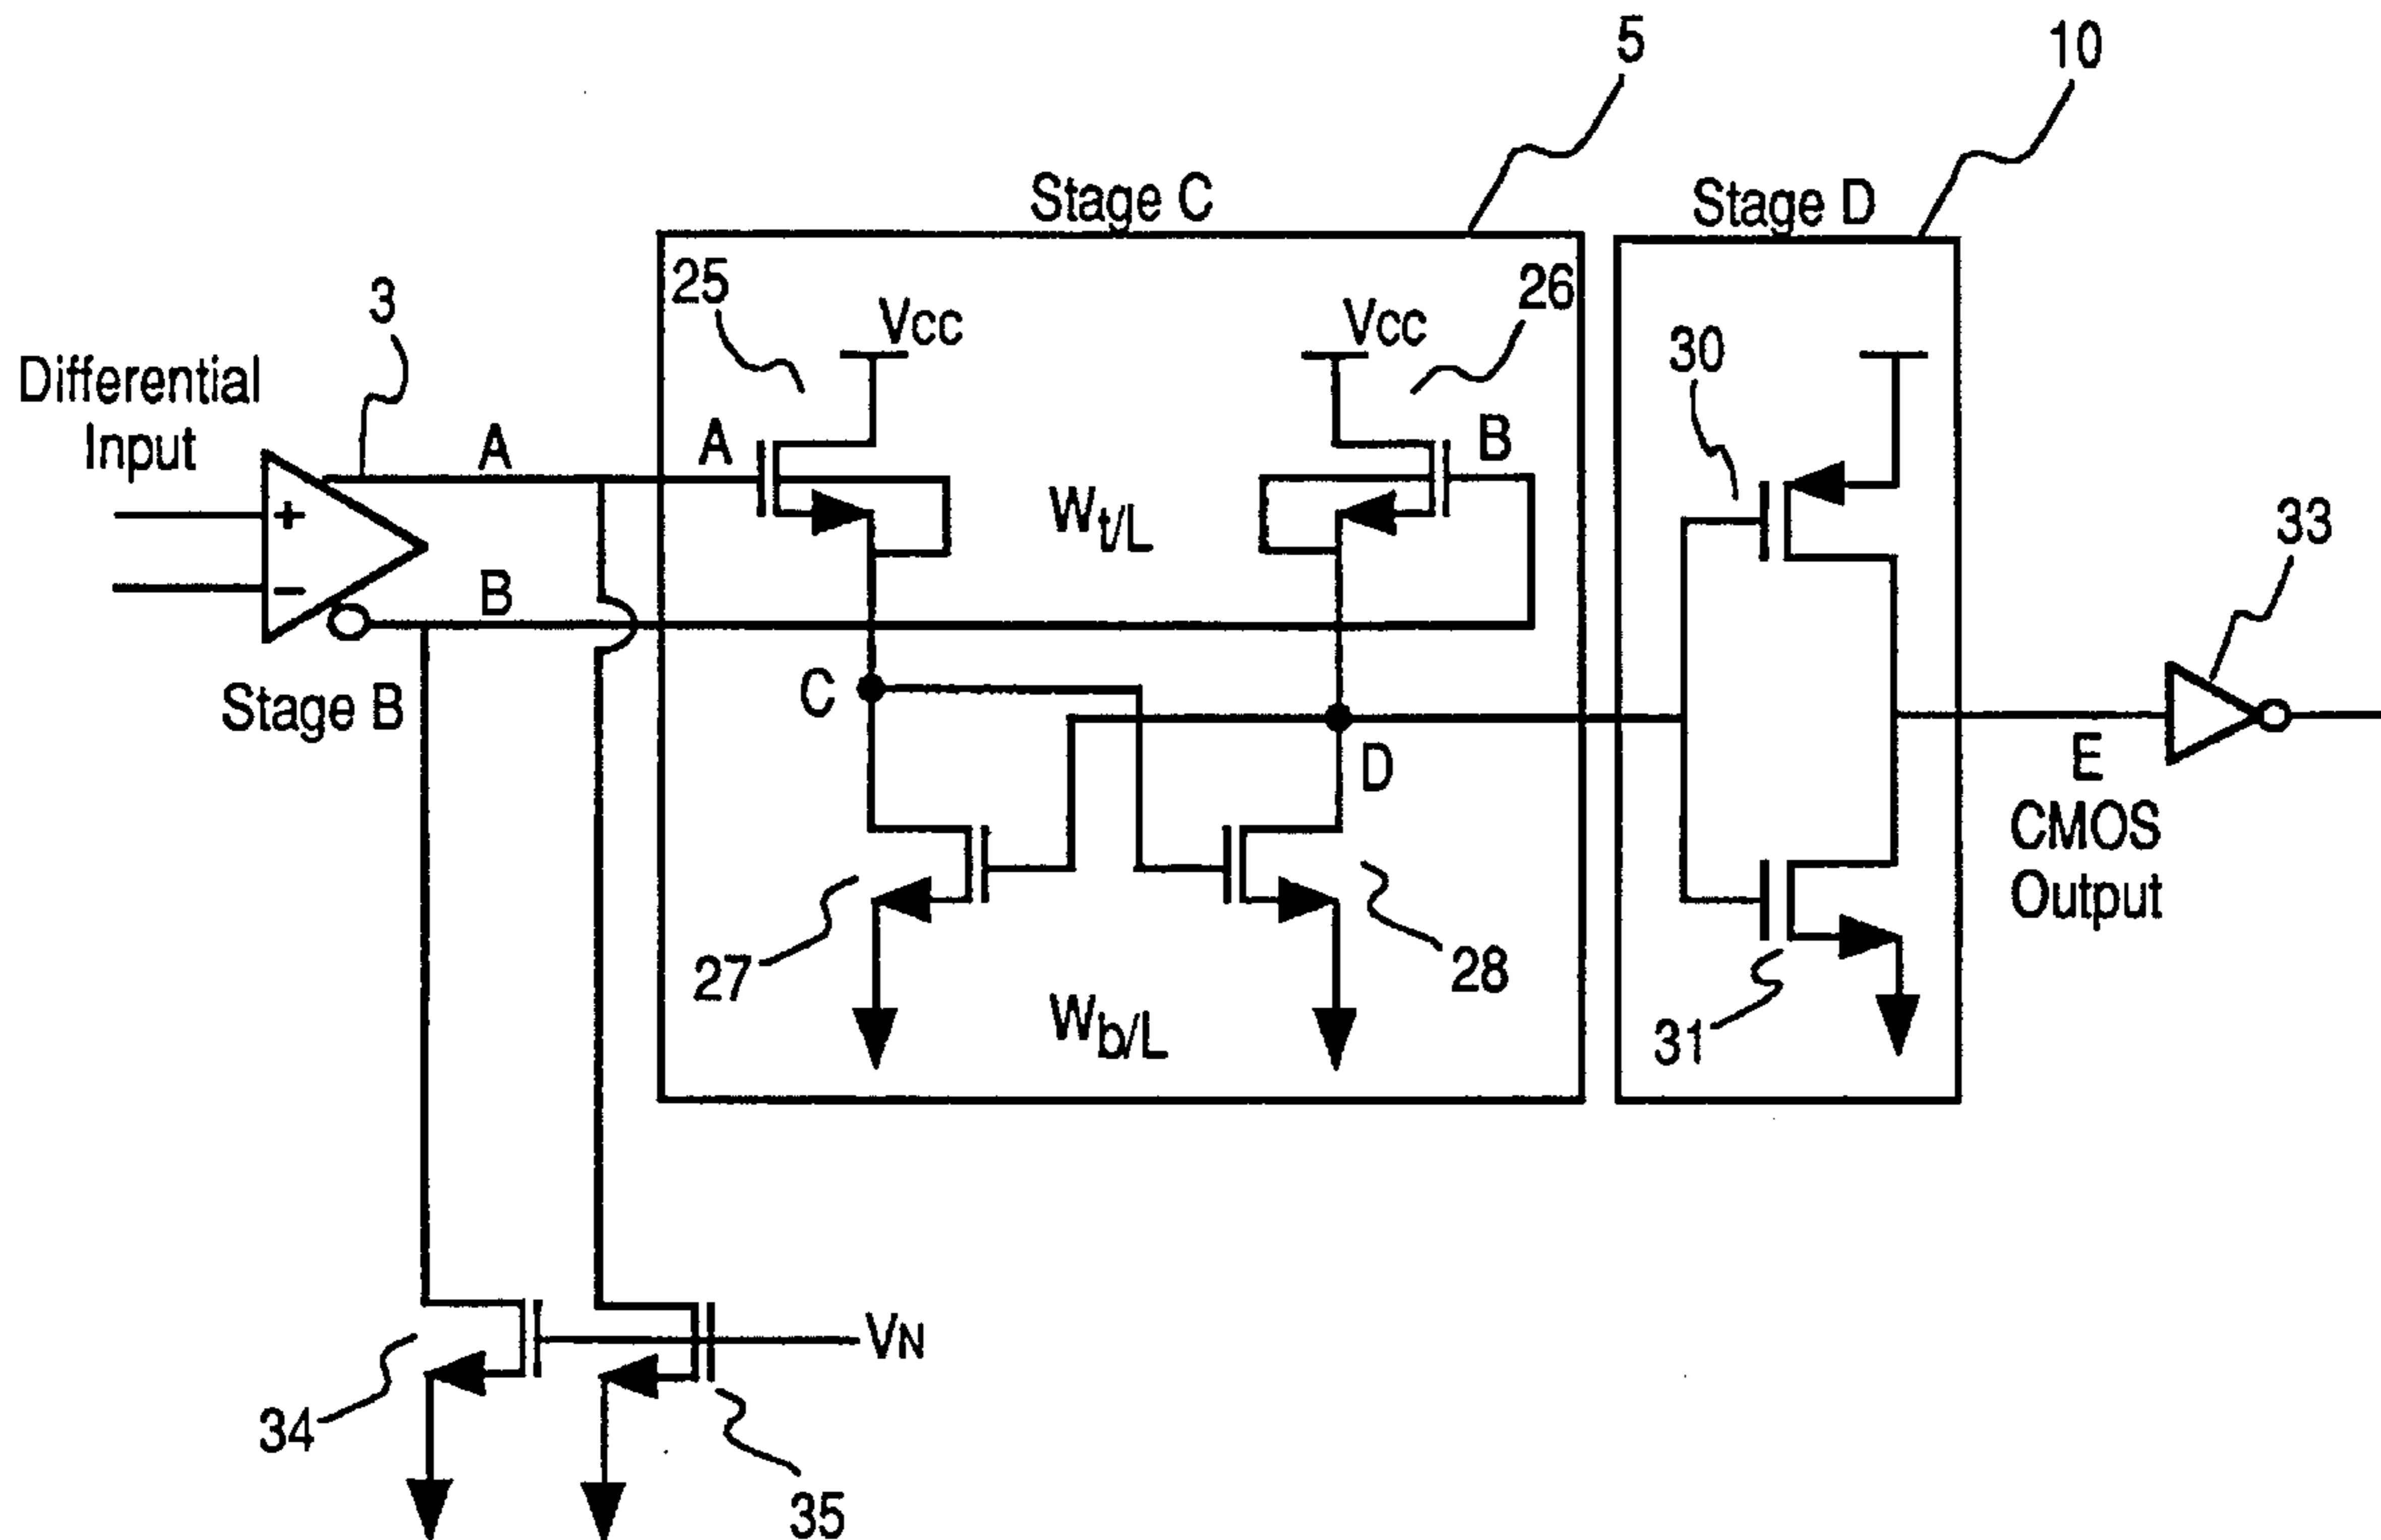 5
10
Stage C
Stage D
25
26
3
Vcc
Vcc
30
Differential
Input
A
A
B
33
+
Wt/L
−
B
C
Stage B
D
E
CMOS
Output
27
28
Wb/L
31
VN
34
35